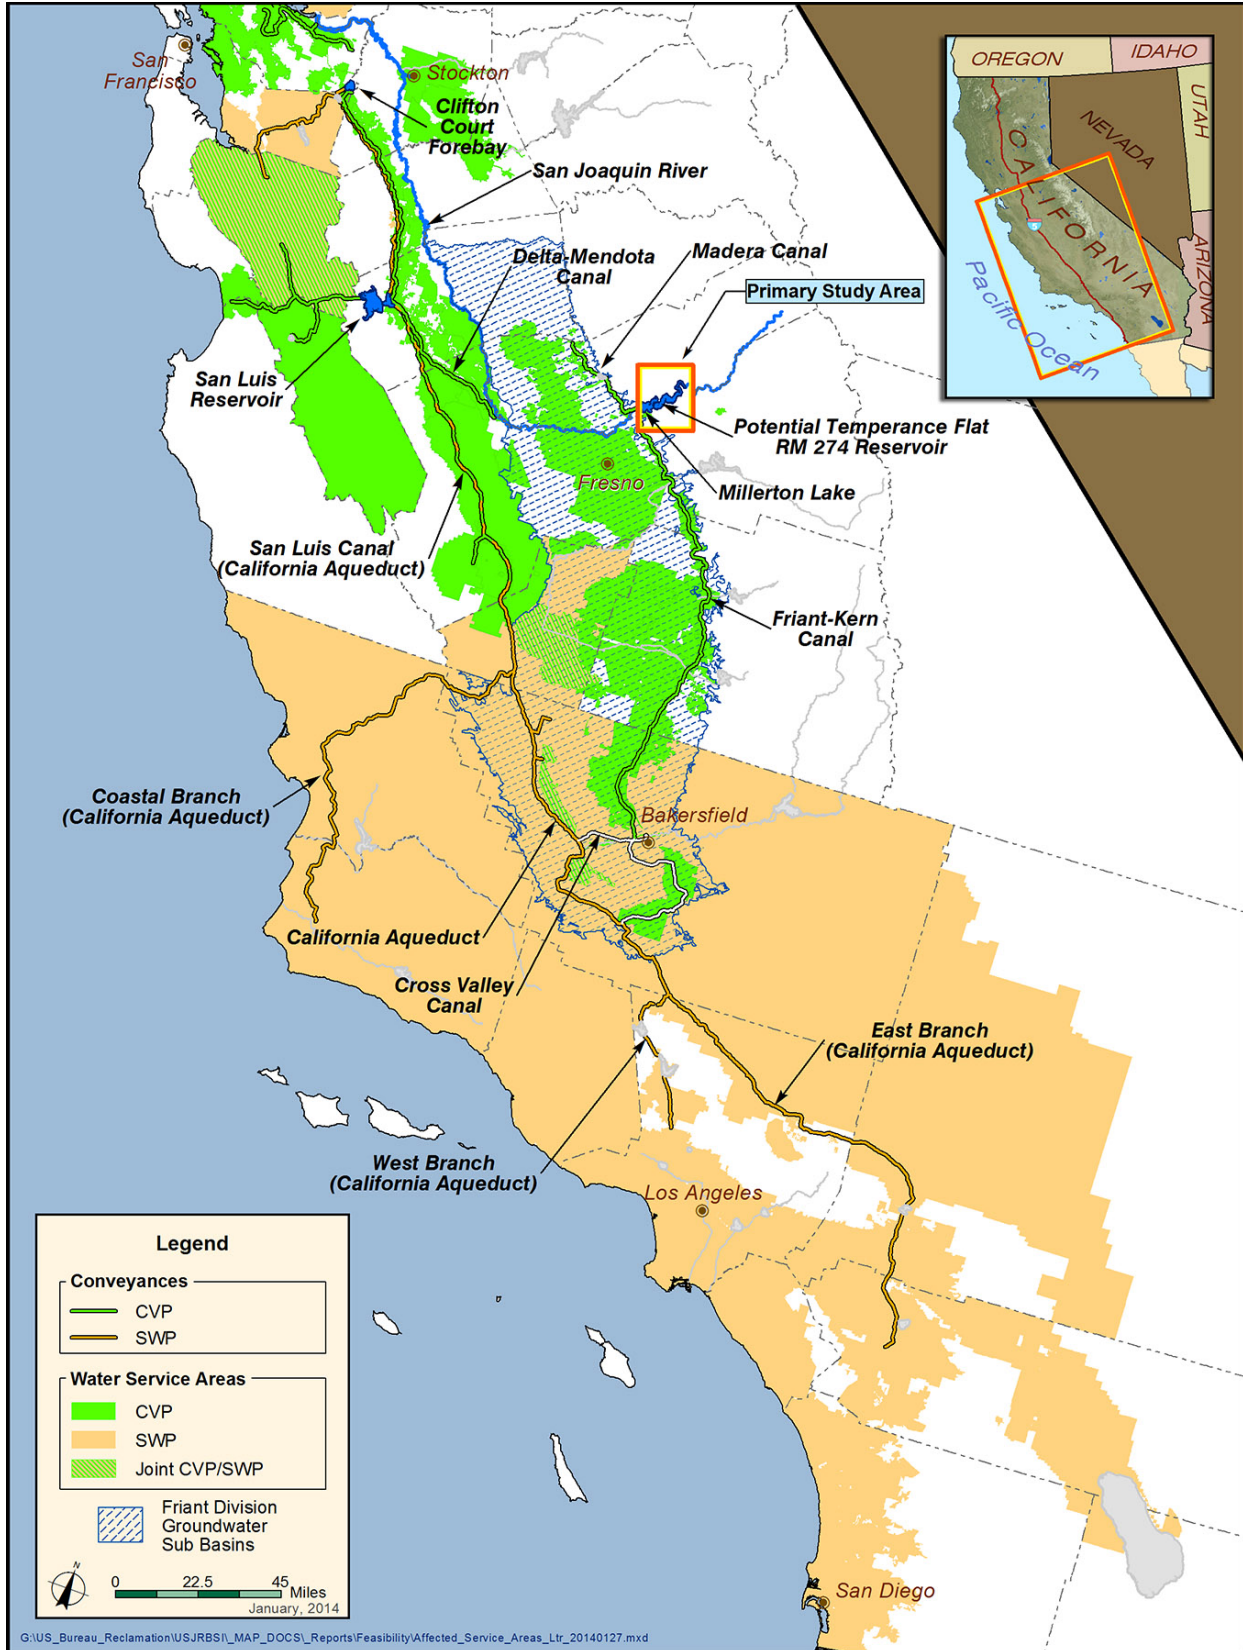 San
Francisco
Stockton
Clifton
Court
Forebay
San Joaquin River
Delta-Mendota
Canal
Madera Canal
Primary Study Area
San Luis
Reservoir
Potential Temperance Flat
RM 274 Reservoir
Fresno
Millerton Lake
San Luis Canal
(California Aqueduct)
Friant-Kern
Canal
Coastal Branch
(California Aqueduct)
Bakersfield
California Aqueduct
Cross Valley
Canal
East Branch
(California Aqueduct)
West Branch
(California Aqueduct)
Los Angeles
San Diego
OREGON
IDAHO
UTAH
NEVADA
CALIFORNIA
5
ARIZONA
Pacific Ocean
Legend
Conveyances
CVP
SWP
Water Service Areas
CVP
SWP
Joint CVP/SWP
Friant Division
Groundwater
Sub Basins
N
0 22.5 45
Miles
January, 2014
G:\US_Bureau_Reclamation\USJRBSI\_MAP_DOCS\_Reports\Feasibility\Affected_Service_Areas_Ltr_20140127.mxd